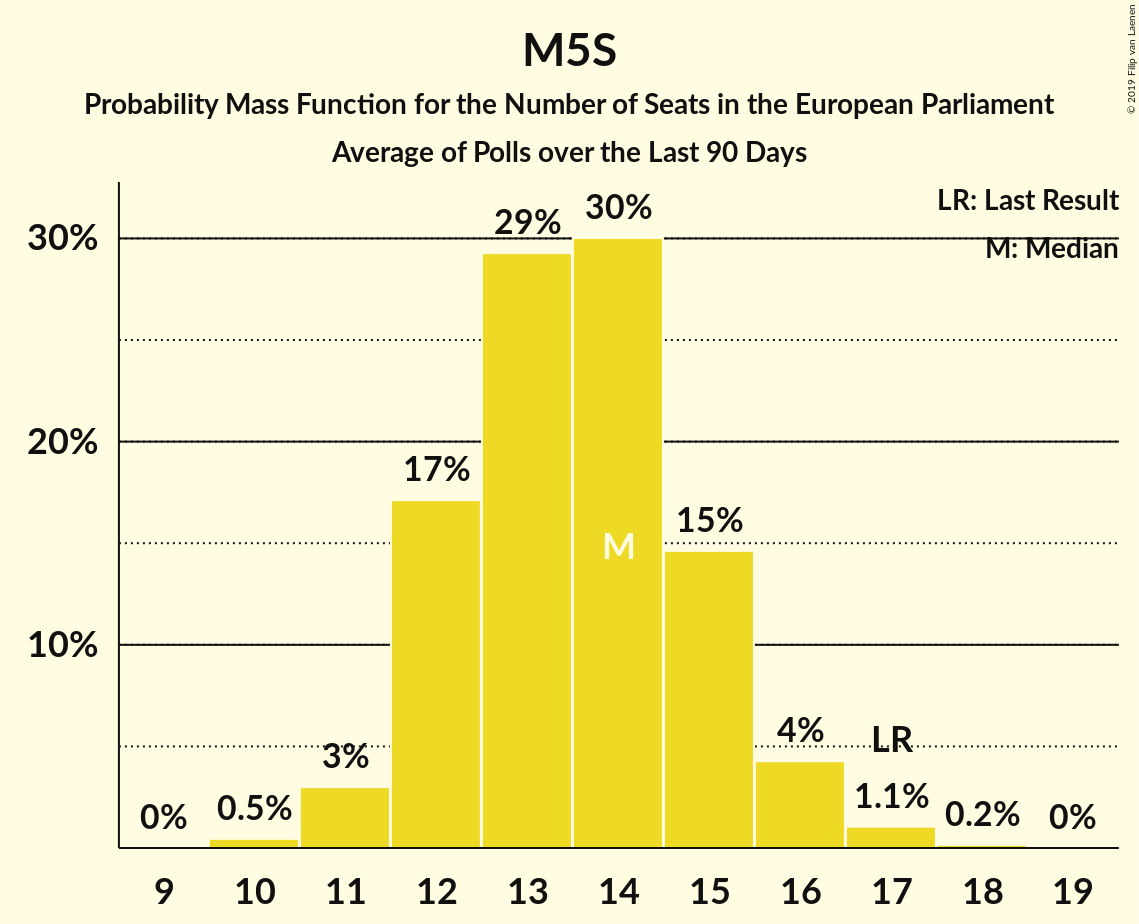 M5S
Probability Mass Function for the Number of Seats in the European Parliament
Average of Polls over the Last 90 Days
© 2019 Filip van Laenen
LR: Last Result
M: Median
30%
20%
10%
0%
0.5%
3%
17%
29%
30%
M
15%
4%
LR
1.1%
0.2%
0%
9 10 11 12 13 14 15 16 17 18 19